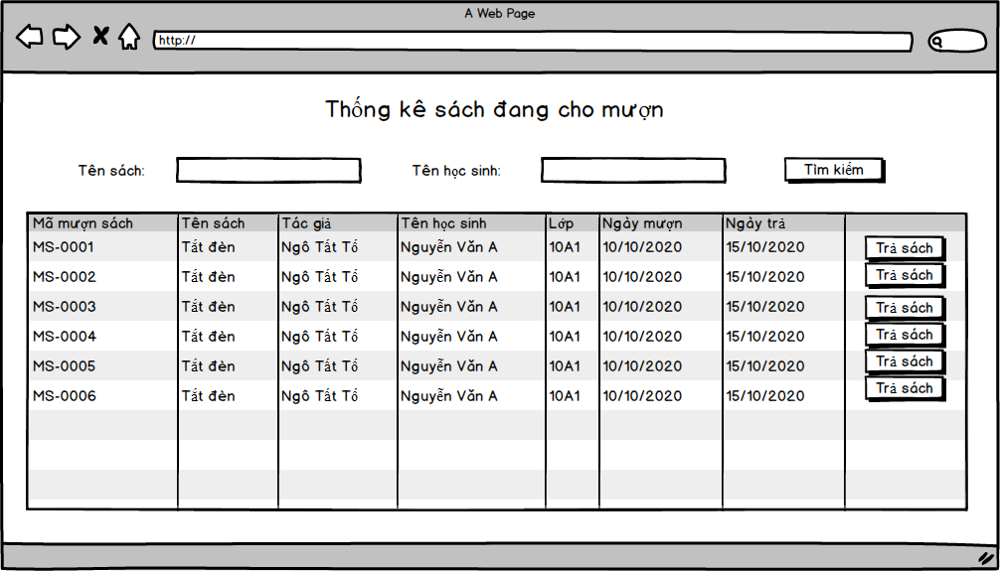 A Web Page
http://
Thống kê sách đang cho mượn
Tên sách: Tên học sinh: Tìm kiếm
Mã mượn sách Tên sách Tác giả Tên học sinh Lớp Ngày mượn Ngày trả
MS-0001 Tắt đèn Ngô Tất Tố Nguyễn Văn A 10A1 10/10/2020 15/10/2020 Trả sách
MS-0002 Tắt đèn Ngô Tất Tố Nguyễn Văn A 10A1 10/10/2020 15/10/2020 Trả sách
MS-0003 Tắt đèn Ngô Tất Tố Nguyễn Văn A 10A1 10/10/2020 15/10/2020 Trả sách
MS-0004 Tắt đèn Ngô Tất Tố Nguyễn Văn A 10A1 10/10/2020 15/10/2020 Trả sách
MS-0005 Tắt đèn Ngô Tất Tố Nguyễn Văn A 10A1 10/10/2020 15/10/2020 Trả sách
MS-0006 Tắt đèn Ngô Tất Tố Nguyễn Văn A 10A1 10/10/2020 15/10/2020 Trả sách